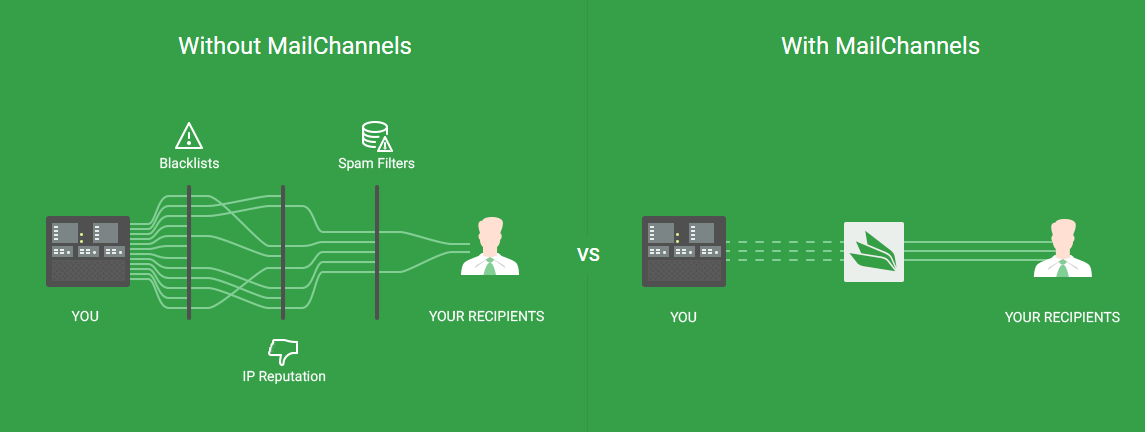 Without MailChannels
Blacklists
Spam Filters
YOU
YOUR RECIPIENTS
IP Reputation
VS
With MailChannels
YOU
YOUR RECIPIENTS